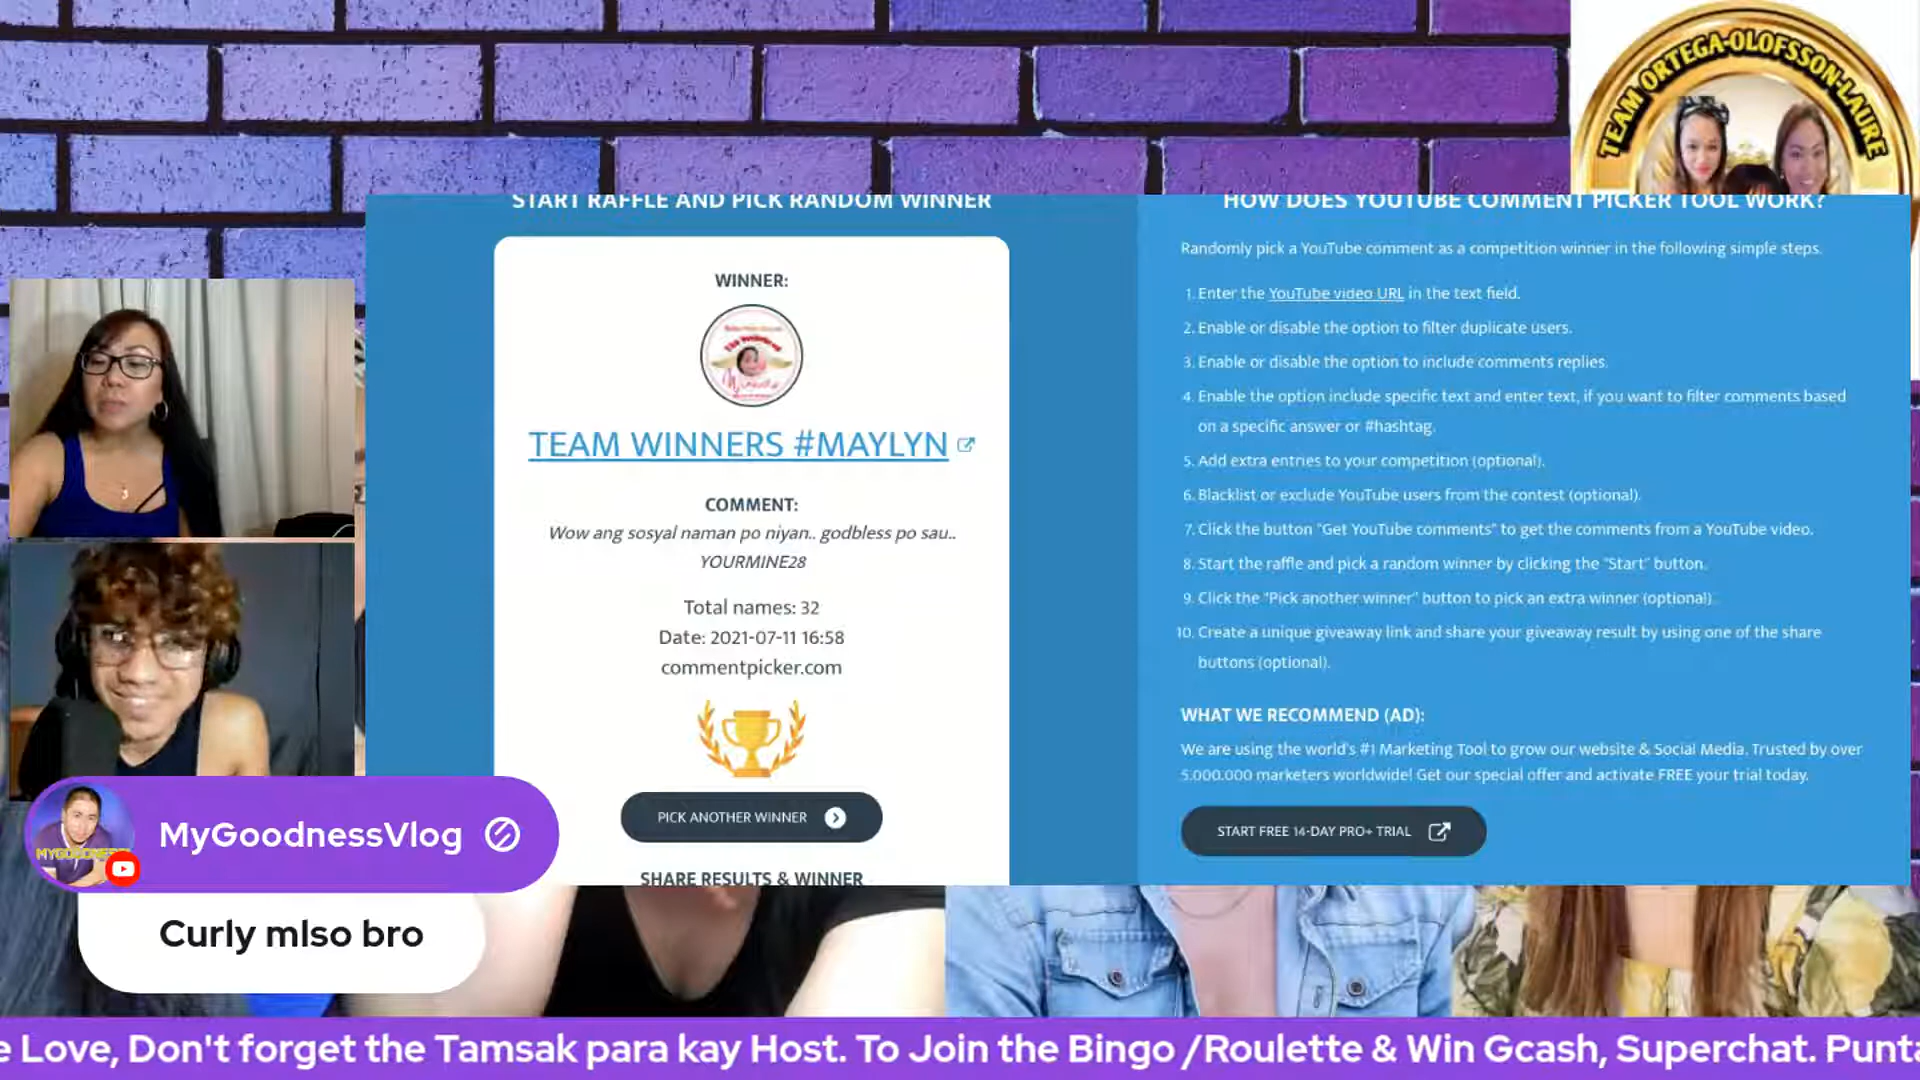 TEAM ORTEGA-OLOFSSON-LAURE
START RAFFLE AND PICK RANDOM WINNER
WINNER:
TEAM WINNERS #MAYLYN
COMMENT:
Wow ang sosyal naman po niyan.. godbless po sau..
YOURMINE28
Total names: 32
Date: 2021-07-11 16:58
commentpicker.com
PICK ANOTHER WINNER
SHARE RESULTS & WINNER
HOW DOES YOUTUBE COMMENT PICKER TOOL WORK?
Randomly pick a YouTube comment as a competition winner in the following simple steps.
1. Enter the YouTube video URL in the text field.
2. Enable or disable the option to filter duplicate users.
3. Enable or disable the option to include comments replies.
4. Enable the option include specific text and enter text, if you want to filter comments based
on a specific answer or #hashtag.
5. Add extra entries to your competition (optional).
6. Blacklist or exclude YouTube users from the contest (optional).
7. Click the button "Get YouTube comments" to get the comments from a YouTube video.
8. Start the raffle and pick a random winner by clicking the "Start" button.
9. Click the "Pick another winner" button to pick an extra winner (optional).
10. Create a unique giveaway link and share your giveaway result by using one of the share
buttons (optional).
WHAT WE RECOMMEND (AD):
We are using the world's #1 Marketing Tool to grow our website & Social Media. Trusted by over
5.000.000 marketers worldwide! Get our special offer and activate FREE your trial today.
START FREE 14-DAY PRO+ TRIAL
MyGoodnessVlog
Curly mlso bro
e Love, Don't forget the Tamsak para kay Host. To Join the Bingo /Roulette & Win Gcash, Superchat. Punta